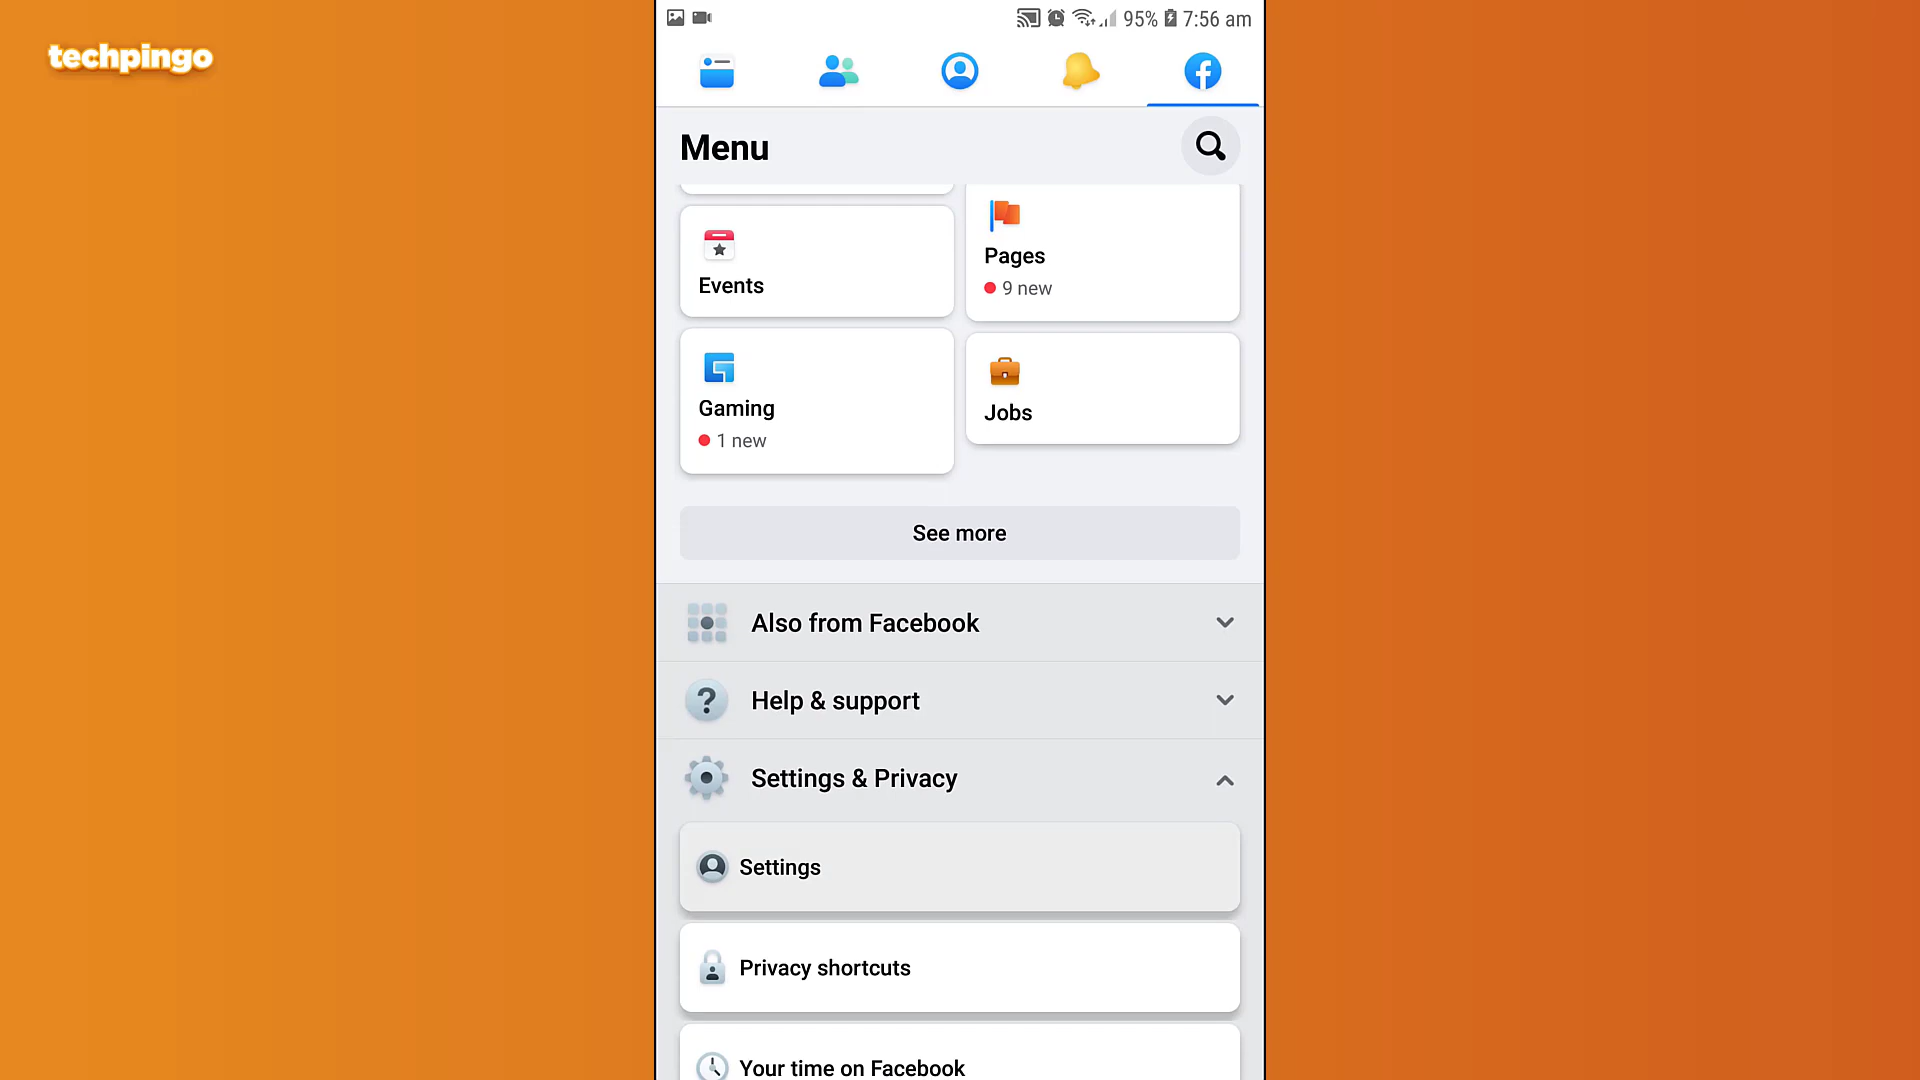 techpingo
95% 7:56 am
Menu
Events
Pages
9 new
Gaming
1 new
Jobs
See more
Also from Facebook
Help & support
Settings & Privacy
Settings
Privacy shortcuts
Your time on Facebook